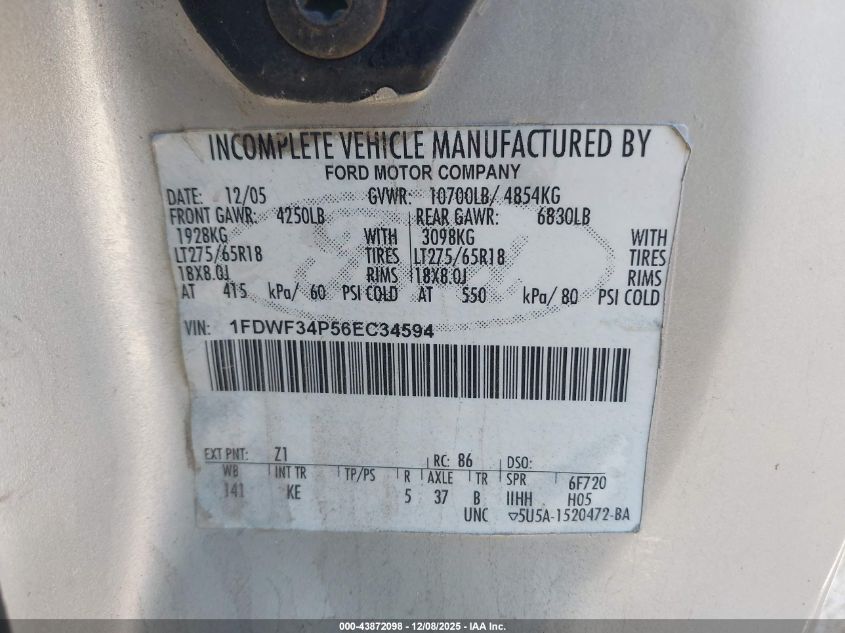 INCOMPLETE VEHICLE MANUFACTURED BY
FORD MOTOR COMPANY
DATE: 12/05 GVWR: 10700LB/ 4854KG
FRONT GAWR: 4250LB REAR GAWR: 6830LB
1928KG WITH 3098KG WITH
LT275/65R18 TIRES LT275/65R18 TIRES
18X8.0J RIMS 18X8.0J RIMS
AT 415 kPa/ 60 PSI COLD AT 550 kPa/ 80 PSI COLD
VIN: 1FDWF34P56EC34594
EXT PNT: Z1 RC: 86 DSO:
WB INT TR TP/PS R AXLE TR SPR 6F720
141 KE 5 37 B IIHH H05
UNC ▽5U5A-1520472-BA
000-43872098 - 12/08/2025 - IAA Inc.